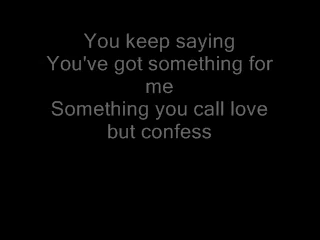 You keep saying
You've got something for
me
Something you call love
but confess